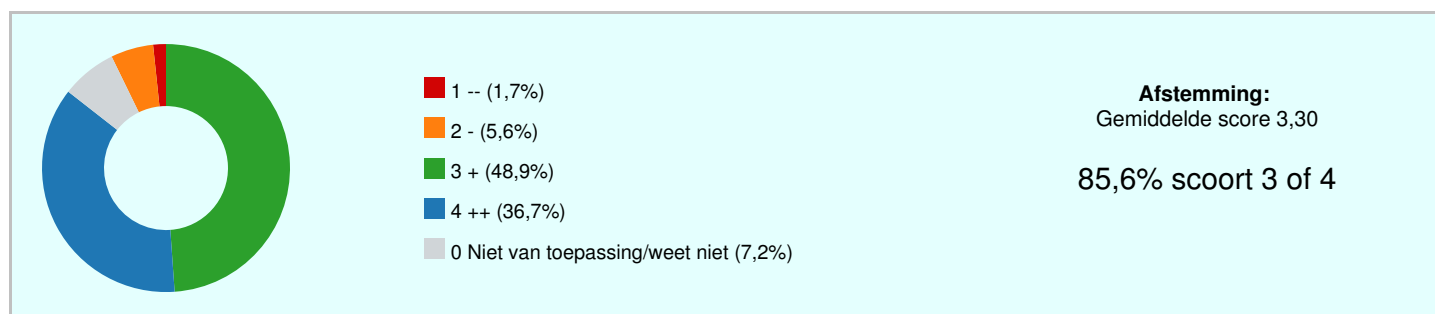 1 -- (1,7%)
2 - (5,6%)
3 + (48,9%)
4 ++ (36,7%)
0 Niet van toepassing/weet niet (7,2%)
Afstemming:
Gemiddelde score 3,30
85,6% scoort 3 of 4